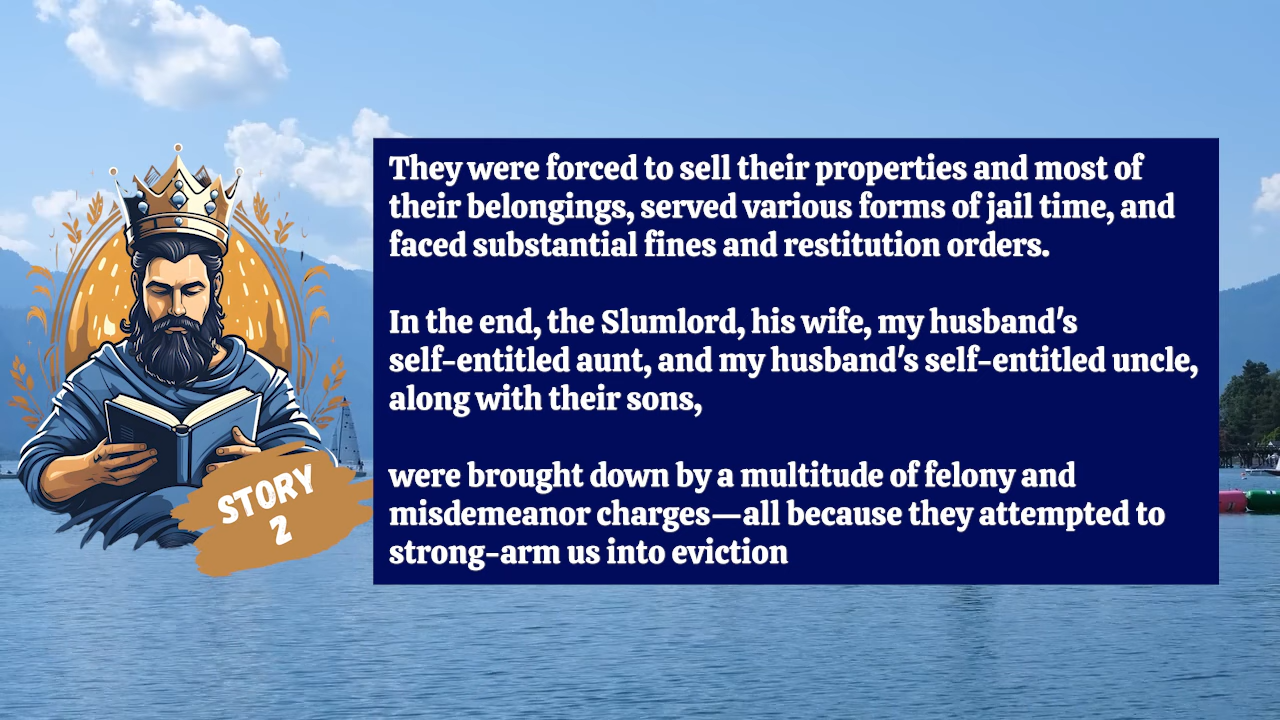 They were forced to sell their properties and most of
their belongings, served various forms of jail time, and
faced substantial fines and restitution orders.
In the end, the Slumlord, his wife, my husband's
self-entitled aunt, and my husband's self-entitled uncle,
along with their sons,
were brought down by a multitude of felony and
misdemeanor charges—all because they attempted to
strong-arm us into eviction
STORY
2